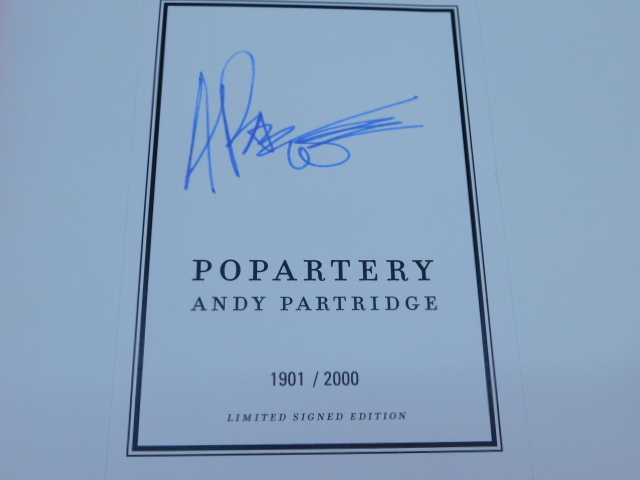 POPARTERY
ANDY PARTRIDGE
1901 / 2000
LIMITED SIGNED EDITION